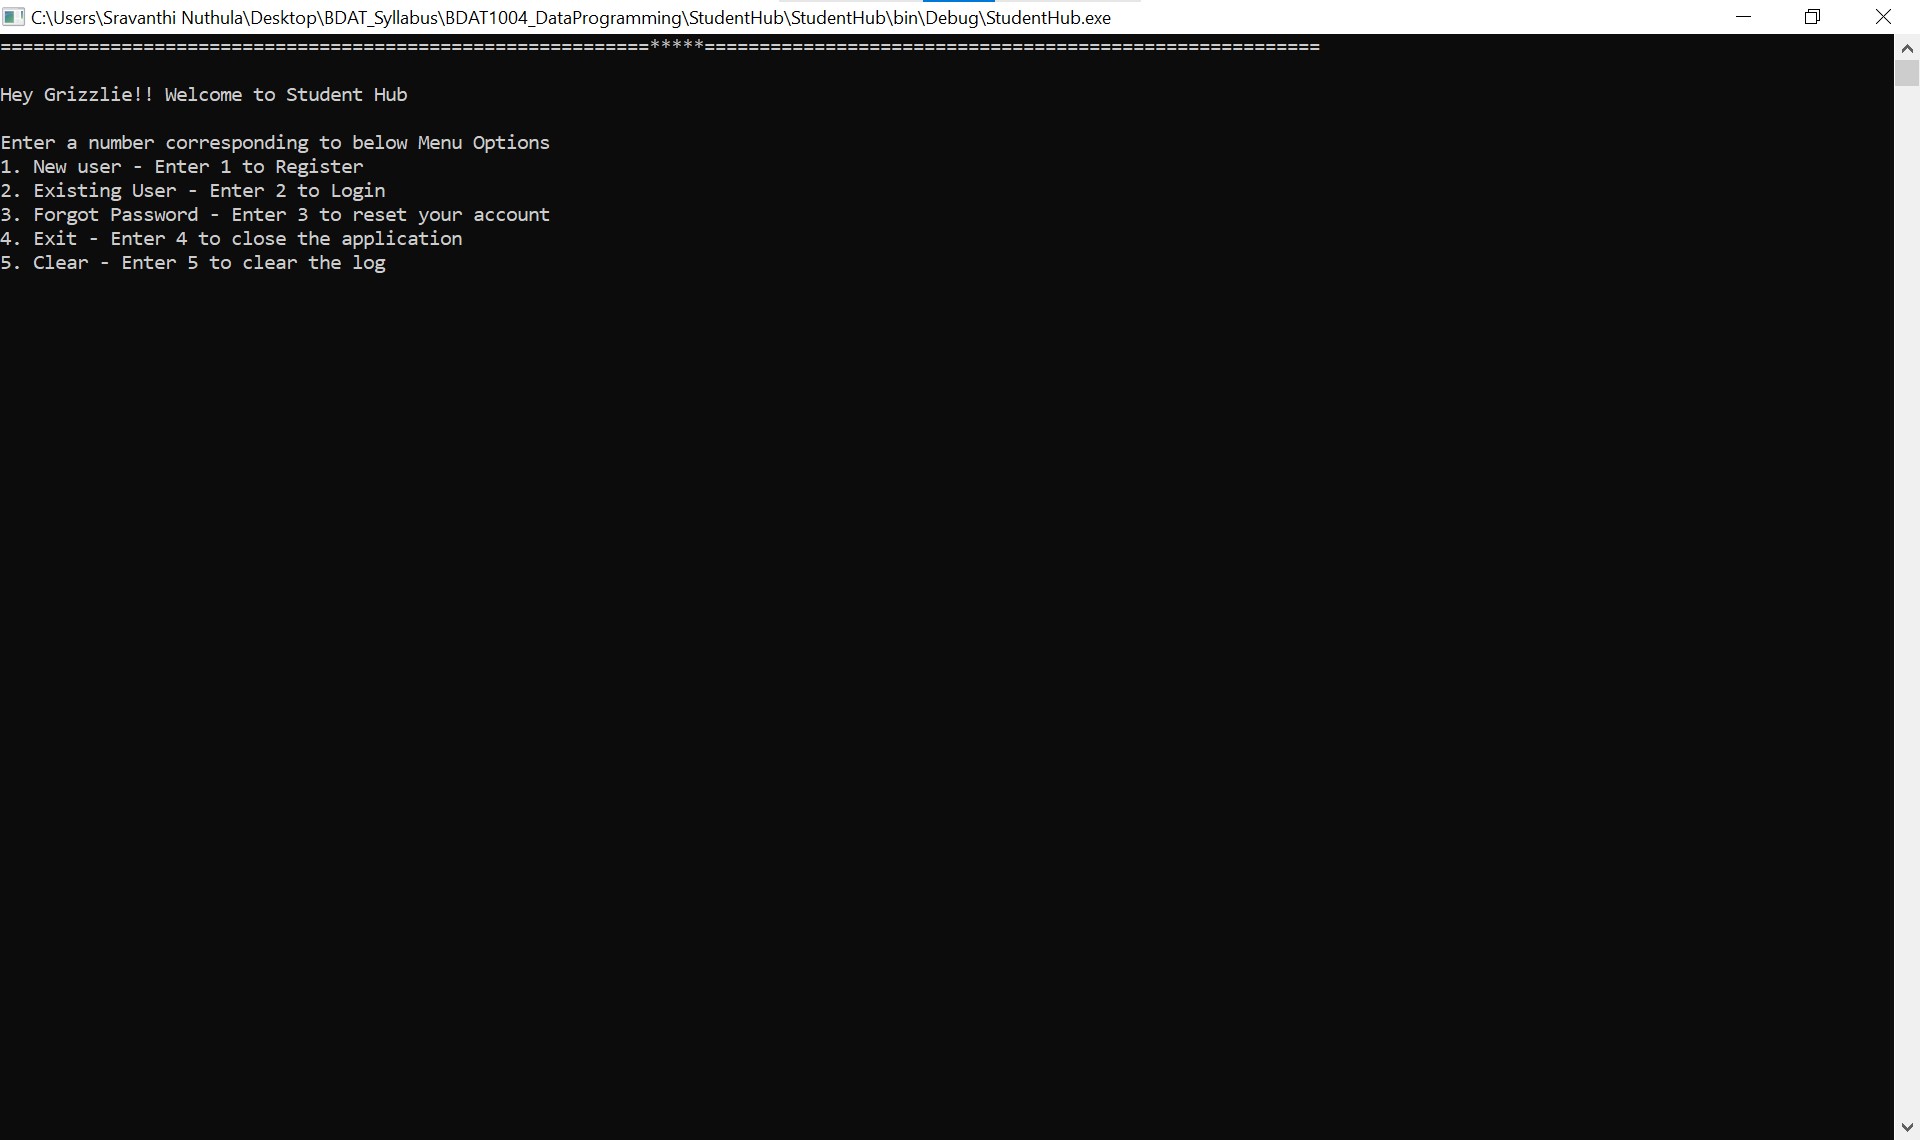 C:\Users\Sravanthi Nuthula\Desktop\BDAT_Syllabus\BDAT1004_DataProgramming\StudentHub\StudentHub\bin\Debug\StudentHub.exe
===========================================================*****========================================================
Hey Grizzlie!! Welcome to Student Hub
Enter a number corresponding to below Menu Options
1. New user - Enter 1 to Register
2. Existing User - Enter 2 to Login
3. Forgot Password - Enter 3 to reset your account
4. Exit - Enter 4 to close the application
5. Clear - Enter 5 to clear the log